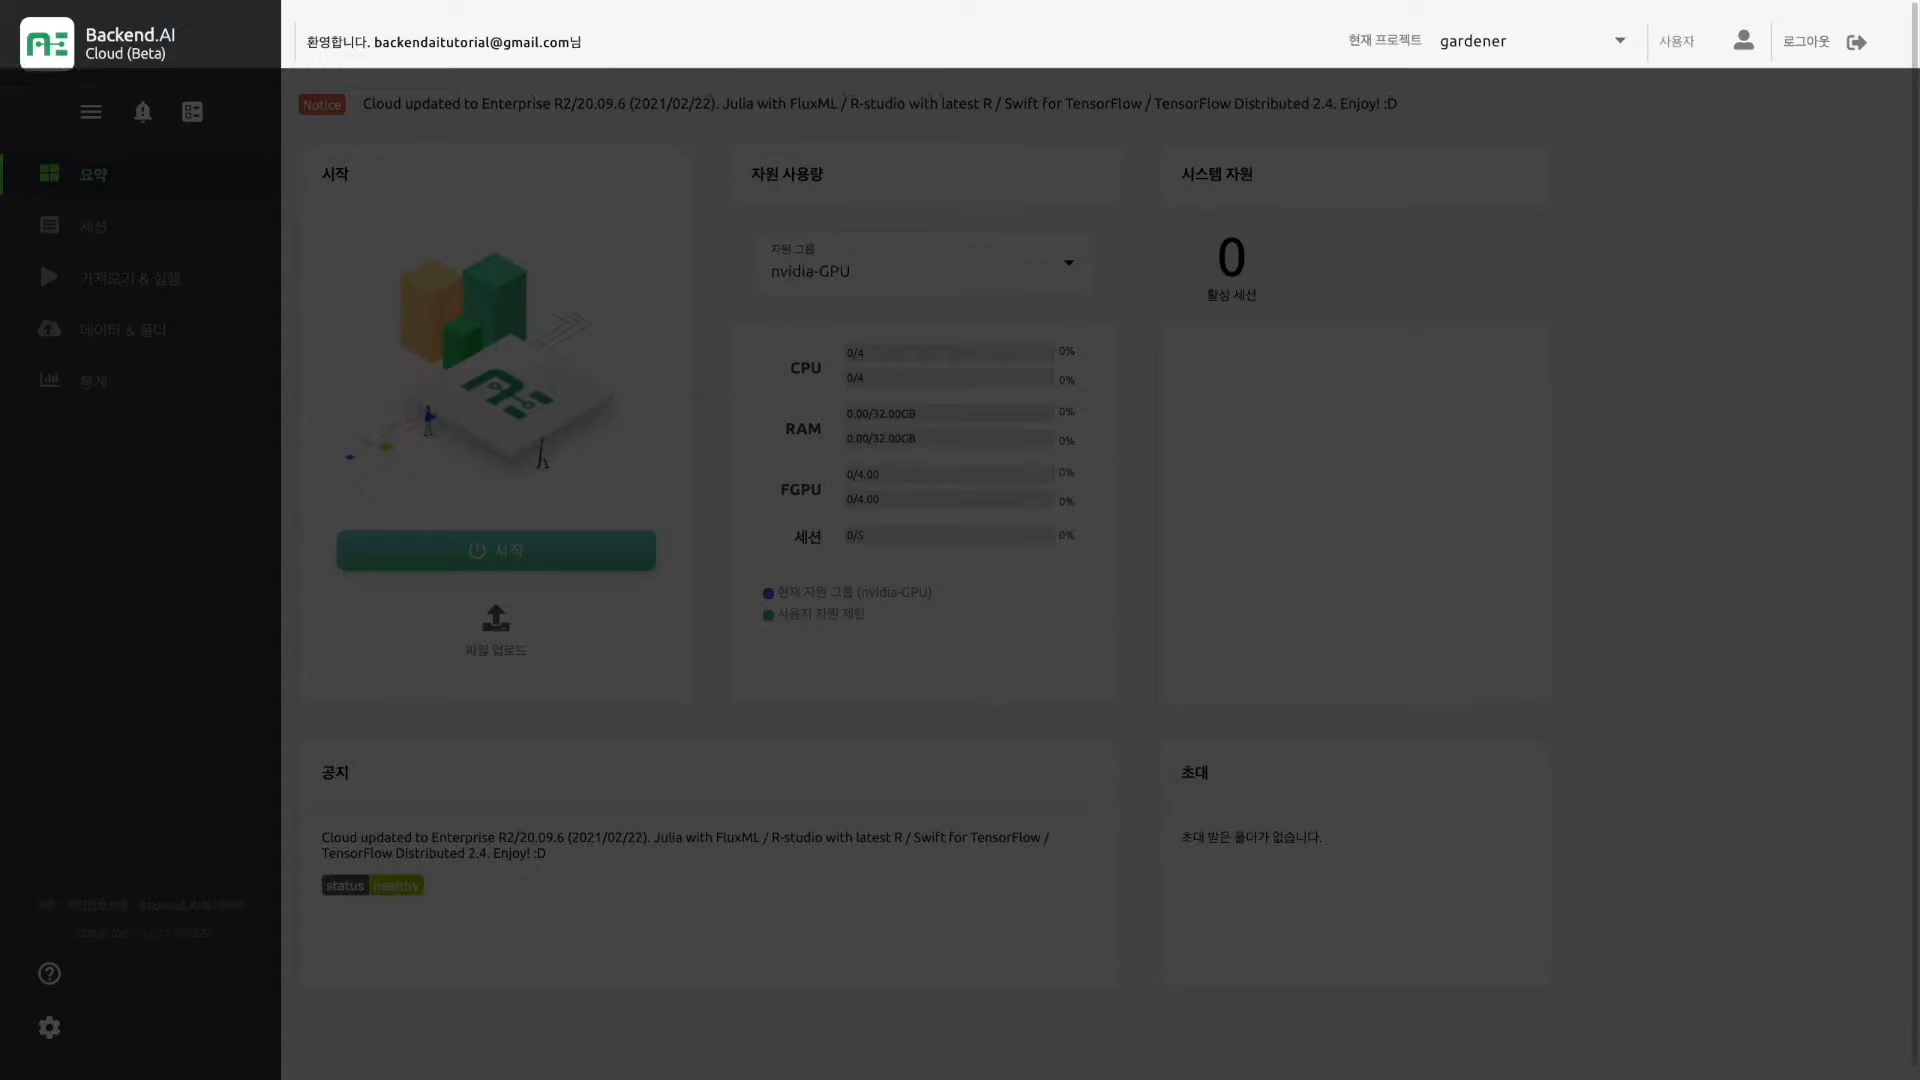 Backend.AI
Cloud (Beta)
환영합니다. backendaitutorial@gmail.com님
현재 프로젝트 gardener
사용자
로그아웃
Notice Cloud updated to Enterprise R2/20.09.6 (2021/02/22). Julia with FluxML / R-studio with latest R / Swift for TensorFlow / TensorFlow Distributed 2.4. Enjoy! :D
요약
세션
가져오기 & 실행
데이터 & 폴더
통계
시작
시작
파일 업로드
자원 사용량
자원 그룹
nvidia-GPU
CPU 0/4 0%
0/4 0%
RAM 0.00/32.00GB 0%
0.00/32.00GB 0%
FGPU 0/4.00 0%
0/4.00 0%
세션 0/5 0%
현재 자원 그룹 (nvidia-GPU)
사용자 자원 제한
시스템 자원
0
활성 세션
공지
Cloud updated to Enterprise R2/20.09.6 (2021/02/22). Julia with FluxML / R-studio with latest R / Swift for TensorFlow /
TensorFlow Distributed 2.4. Enjoy! :D
status healthy
초대
초대 받은 폴더가 없습니다.